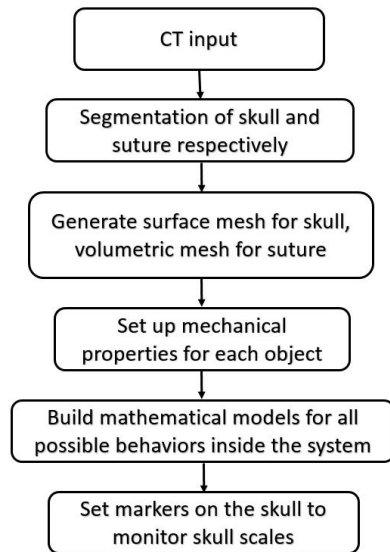 CT input
Segmentation of skull and
suture respectively
Generate surface mesh for skull,
volumetric mesh for suture
Set up mechanical
properties for each object
Build mathematical models for all
possible behaviors inside the system
Set markers on the skull to
monitor skull scales